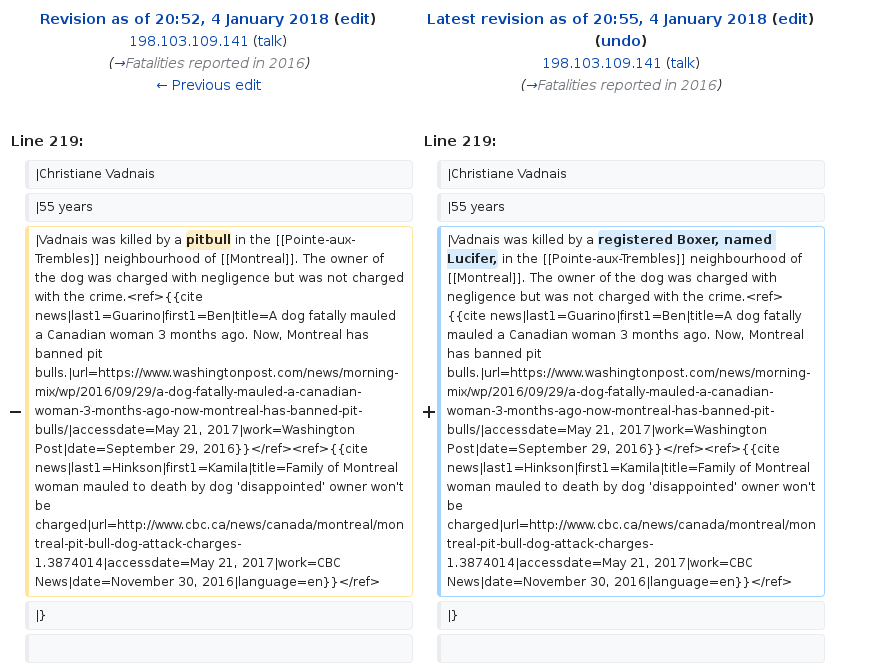 Revision as of 20:52, 4 January 2018 (edit)
198.103.109.141 (talk)
(→Fatalities reported in 2016)
← Previous edit
Latest revision as of 20:55, 4 January 2018 (edit)
(undo)
198.103.109.141 (talk)
(→Fatalities reported in 2016)
Line 219:
|Christiane Vadnais
|55 years
− |Vadnais was killed by a pitbull in the [[Pointe-aux-
Trembles]] neighbourhood of [[Montreal]]. The owner of
the dog was charged with negligence but was not charged
with the crime.<ref>{{cite
news|last1=Guarino|first1=Ben|title=A dog fatally mauled
a Canadian woman 3 months ago. Now, Montreal has
banned pit
bulls.|url=https://www.washingtonpost.com/news/morning-
mix/wp/2016/09/29/a-dog-fatally-mauled-a-canadian-
woman-3-months-ago-now-montreal-has-banned-pit-
bulls/|accessdate=May 21, 2017|work=Washington
Post|date=September 29, 2016}}</ref><ref>{{cite
news|last1=Hinkson|first1=Kamila|title=Family of Montreal
woman mauled to death by dog 'disappointed' owner won't
be
charged|url=http://www.cbc.ca/news/canada/montreal/mon
treal-pit-bull-dog-attack-charges-
1.3874014|accessdate=May 21, 2017|work=CBC
News|date=November 30, 2016|language=en}}</ref>
|}
Line 219:
|Christiane Vadnais
|55 years
+ |Vadnais was killed by a registered Boxer, named
Lucifer, in the [[Pointe-aux-Trembles]] neighbourhood of
[[Montreal]]. The owner of the dog was charged with
negligence but was not charged with the crime.<ref>
{{cite news|last1=Guarino|first1=Ben|title=A dog fatally
mauled a Canadian woman 3 months ago. Now, Montreal
has banned pit
bulls.|url=https://www.washingtonpost.com/news/morning-
mix/wp/2016/09/29/a-dog-fatally-mauled-a-canadian-
woman-3-months-ago-now-montreal-has-banned-pit-
bulls/|accessdate=May 21, 2017|work=Washington
Post|date=September 29, 2016}}</ref><ref>{{cite
news|last1=Hinkson|first1=Kamila|title=Family of Montreal
woman mauled to death by dog 'disappointed' owner won't
be
charged|url=http://www.cbc.ca/news/canada/montreal/mon
treal-pit-bull-dog-attack-charges-
1.3874014|accessdate=May 21, 2017|work=CBC
News|date=November 30, 2016|language=en}}</ref>
|}